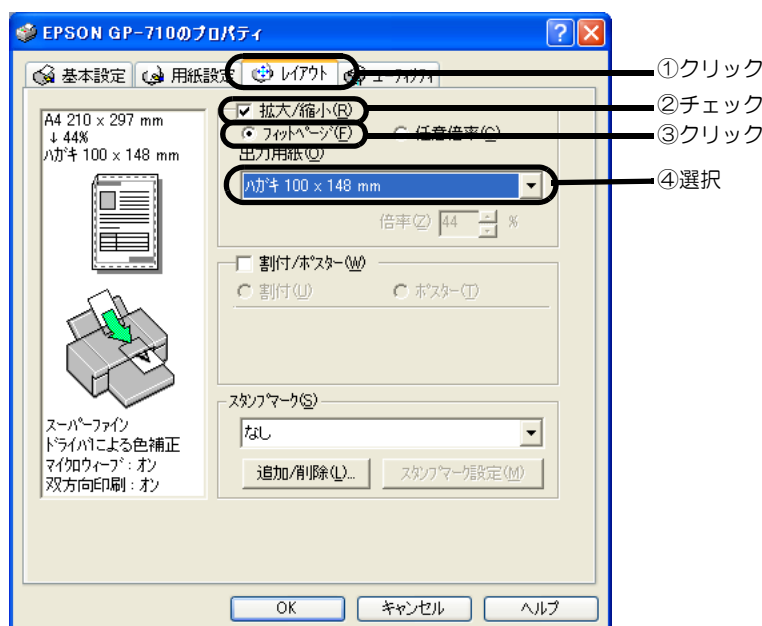 EPSON GP-710のプロパティ
基本設定 用紙設定 レイアウト ①クリック
A4 210 x 297 mm
↓ 44%
ハガキ 100 x 148 mm
拡大/縮小(R) ②チェック
フィットページ(F) 任意倍率(C) ③クリック
出力用紙(O)
ハガキ 100 x 148 mm ④選択
倍率(Z) 44 %
割付/ポスター(W)
割付(U) ポスター(T)
スタンプマーク(S)
なし
追加/削除(L)... スタンプマーク設定(M)
スーパーファイン
ドライバによる色補正
マイクロウィーブ:オン
双方向印刷:オン
OK キャンセル ヘルプ